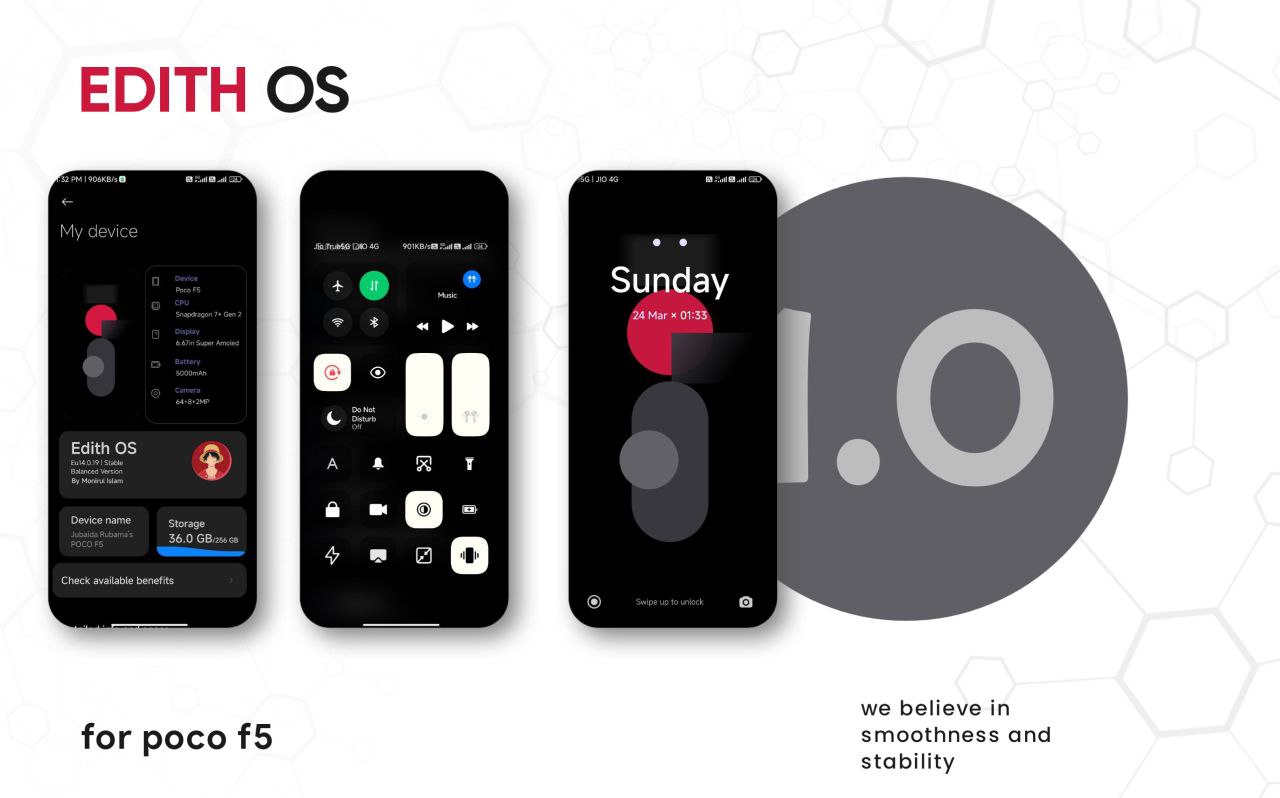 EDITH OS
:32 PM | 906KB/s
My device
Device
Poco F5
CPU
Snapdragon 7+ Gen 2
Display
6.67in Super Amoled
Battery
5000mAh
Camera
64+8+2MP
Edith OS
Eu14.0.19 | Stable
Balanced Version
By Monirul Islam
Device name
Jubaida Rubama's
POCO F5
Storage
36.0 GB/256 GB
Check available benefits
901KB/s
Music
Do Not
Disturb
Off
A
5G | JIO 4G
Sunday
24 Mar × 01:33
Swipe up to unlock
1.0
for poco f5
we believe in
smoothness and
stability